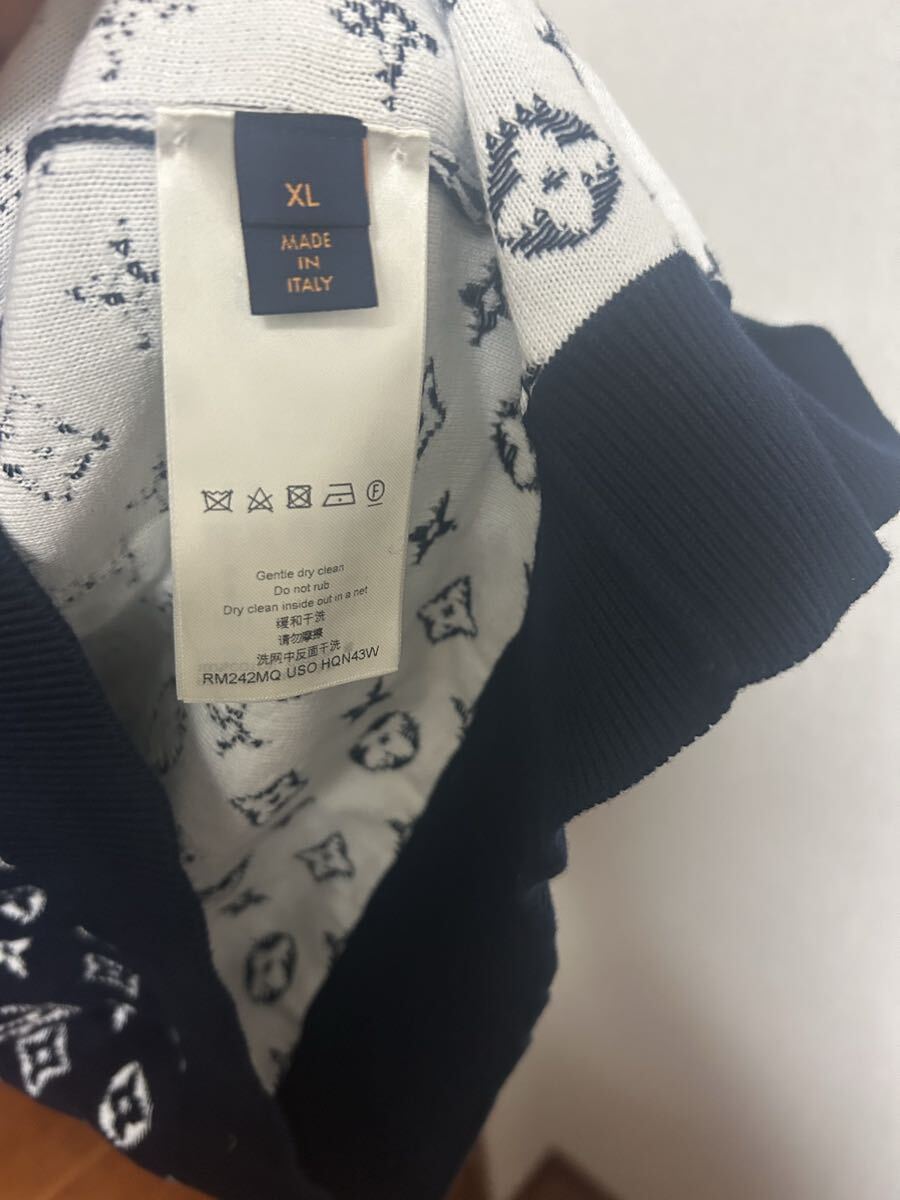 XL
MADE
IN
ITALY
F
Gentle dry clean
Do not rub
Dry clean inside out in a net
缓和干洗
请勿摩擦
洗网中反面干洗
RM242MQ USO HQN43W